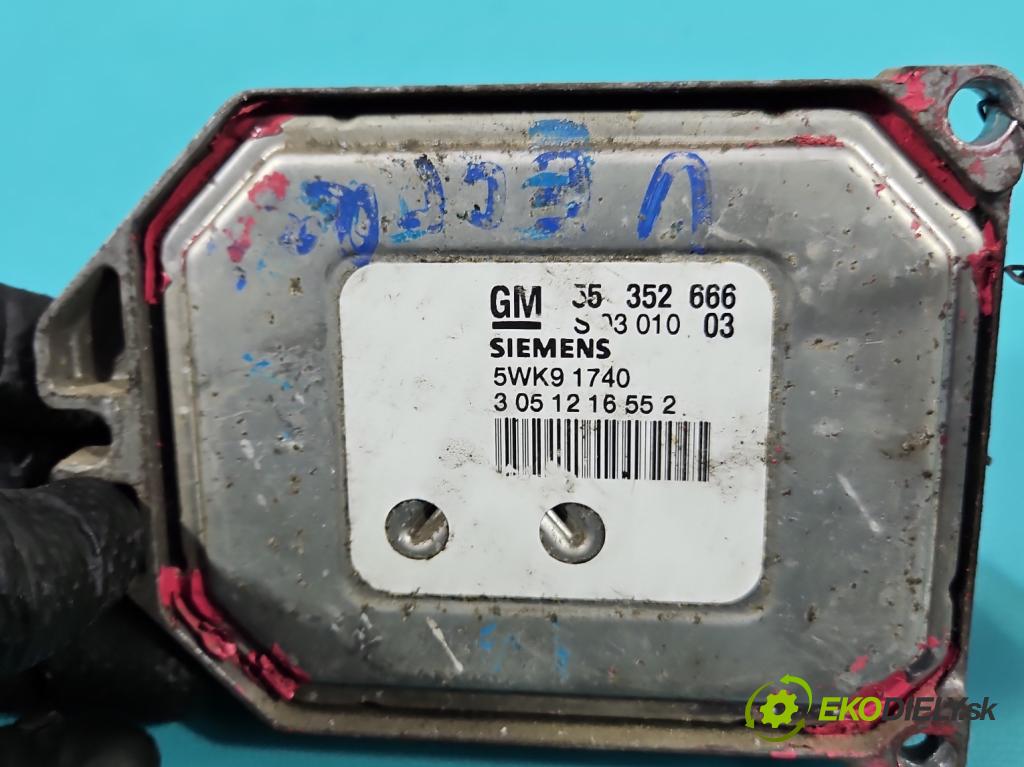 GM 55 352 666
S 03 010 03
SIEMENS
5WK9 1740
3 05 12 16 55 2
EKODIELY.sk